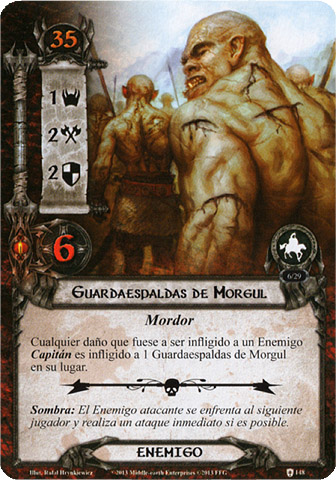 35
1
2
2
6
6/29
Guardaespaldas de Morgul
Mordor
Cualquier daño que fuese a ser infligido a un Enemigo
Capitán es infligido a 1 Guardaespaldas de Morgul
en su lugar.
Sombra: El Enemigo atacante se enfrenta al siguiente
jugador y realiza un ataque inmediato si es posible.
ENEMIGO
Illus. Rafał Hrynkiewicz ©2013 Middle-earth Enterprises ©2013 FFG 148